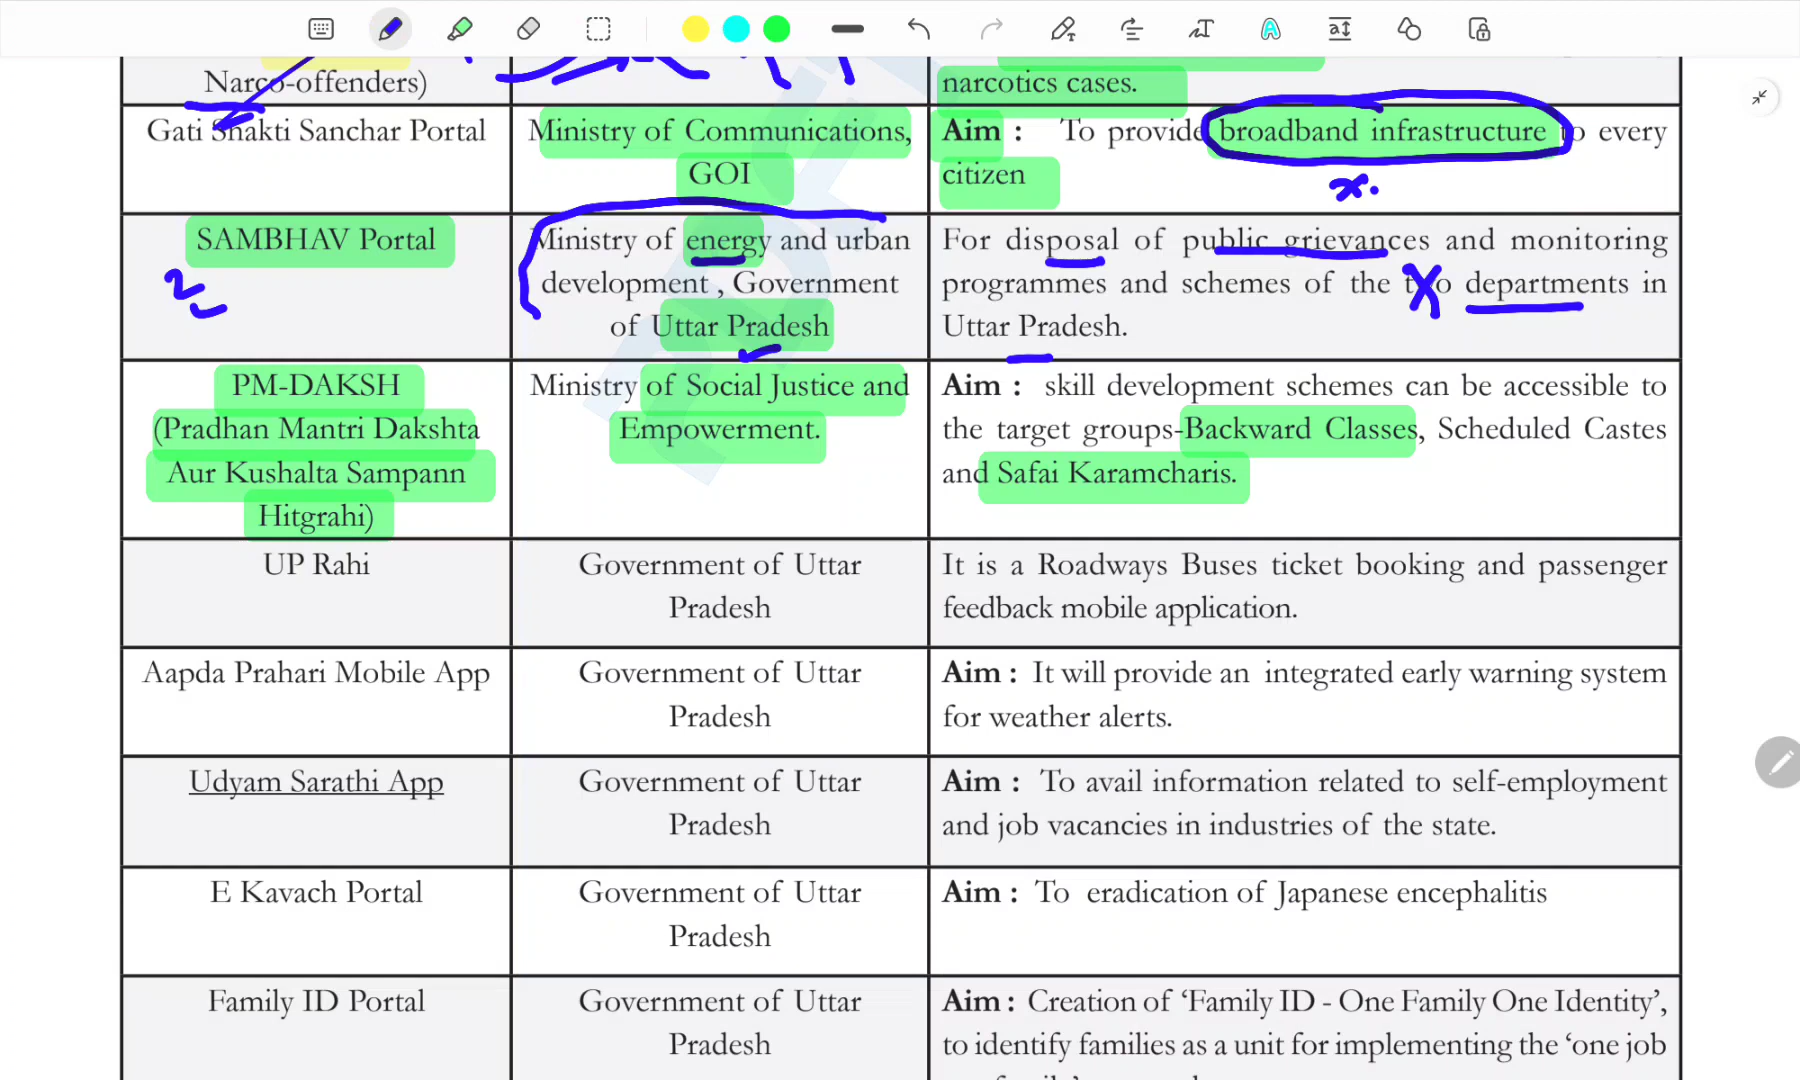 Narco-offenders)
narcotics cases.
Gati Shakti Sanchar Portal
Ministry of Communications,
GOI
Aim : To provide broadband infrastructure to every
citizen
SAMBHAV Portal
Ministry of energy and urban
development , Government
of Uttar Pradesh
For disposal of public grievances and monitoring
programmes and schemes of the two departments in
Uttar Pradesh.
PM-DAKSH
(Pradhan Mantri Dakshta
Aur Kushalta Sampann
Hitgrahi)
Ministry of Social Justice and
Empowerment.
Aim : skill development schemes can be accessible to
the target groups-Backward Classes, Scheduled Castes
and Safai Karamcharis.
UP Rahi
Government of Uttar
Pradesh
It is a Roadways Buses ticket booking and passenger
feedback mobile application.
Aapda Prahari Mobile App
Government of Uttar
Pradesh
Aim : It will provide an integrated early warning system
for weather alerts.
Udyam Sarathi App
Government of Uttar
Pradesh
Aim : To avail information related to self-employment
and job vacancies in industries of the state.
E Kavach Portal
Government of Uttar
Pradesh
Aim : To eradication of Japanese encephalitis
Family ID Portal
Government of Uttar
Pradesh
Aim : Creation of ‘Family ID - One Family One Identity’,
to identify families as a unit for implementing the ‘one job